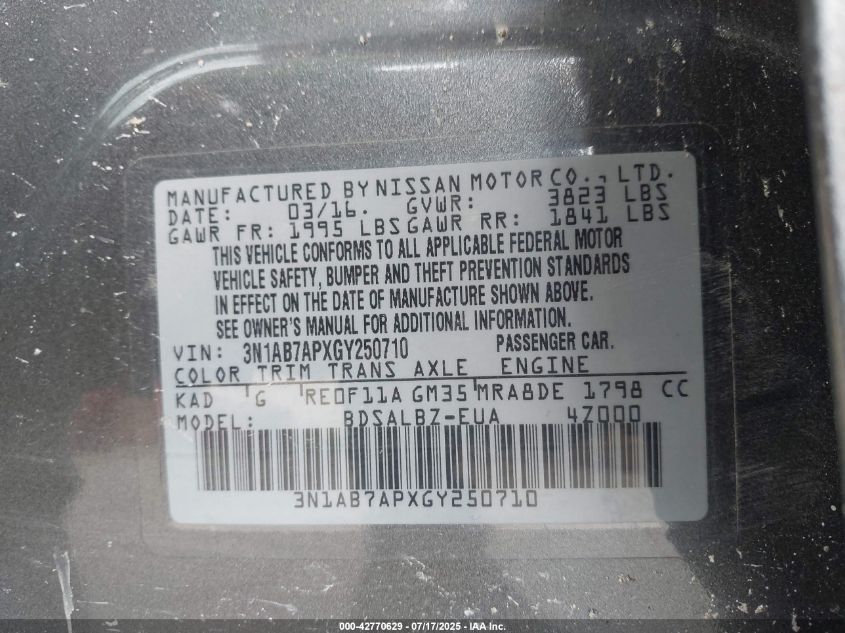 MANUFACTURED BY NISSAN MOTOR CO., LTD.
DATE: 03/16. GVWR: 3823 LBS
GAWR FR: 1995 LBS GAWR RR: 1841 LBS
THIS VEHICLE CONFORMS TO ALL APPLICABLE FEDERAL MOTOR
VEHICLE SAFETY, BUMPER AND THEFT PREVENTION STANDARDS
IN EFFECT ON THE DATE OF MANUFACTURE SHOWN ABOVE.
SEE OWNER'S MANUAL FOR ADDITIONAL INFORMATION.
VIN: 3N1AB7APXGY250710 PASSENGER CAR.
COLOR TRIM TRANS AXLE ENGINE
KAD G RE0F11A GM35 MRA8DE 1798 CC
MODEL: BDSALBZ-EUA 4Z000
3N1AB7APXGY250710
000-42770629 - 07/17/2025 - IAA Inc.